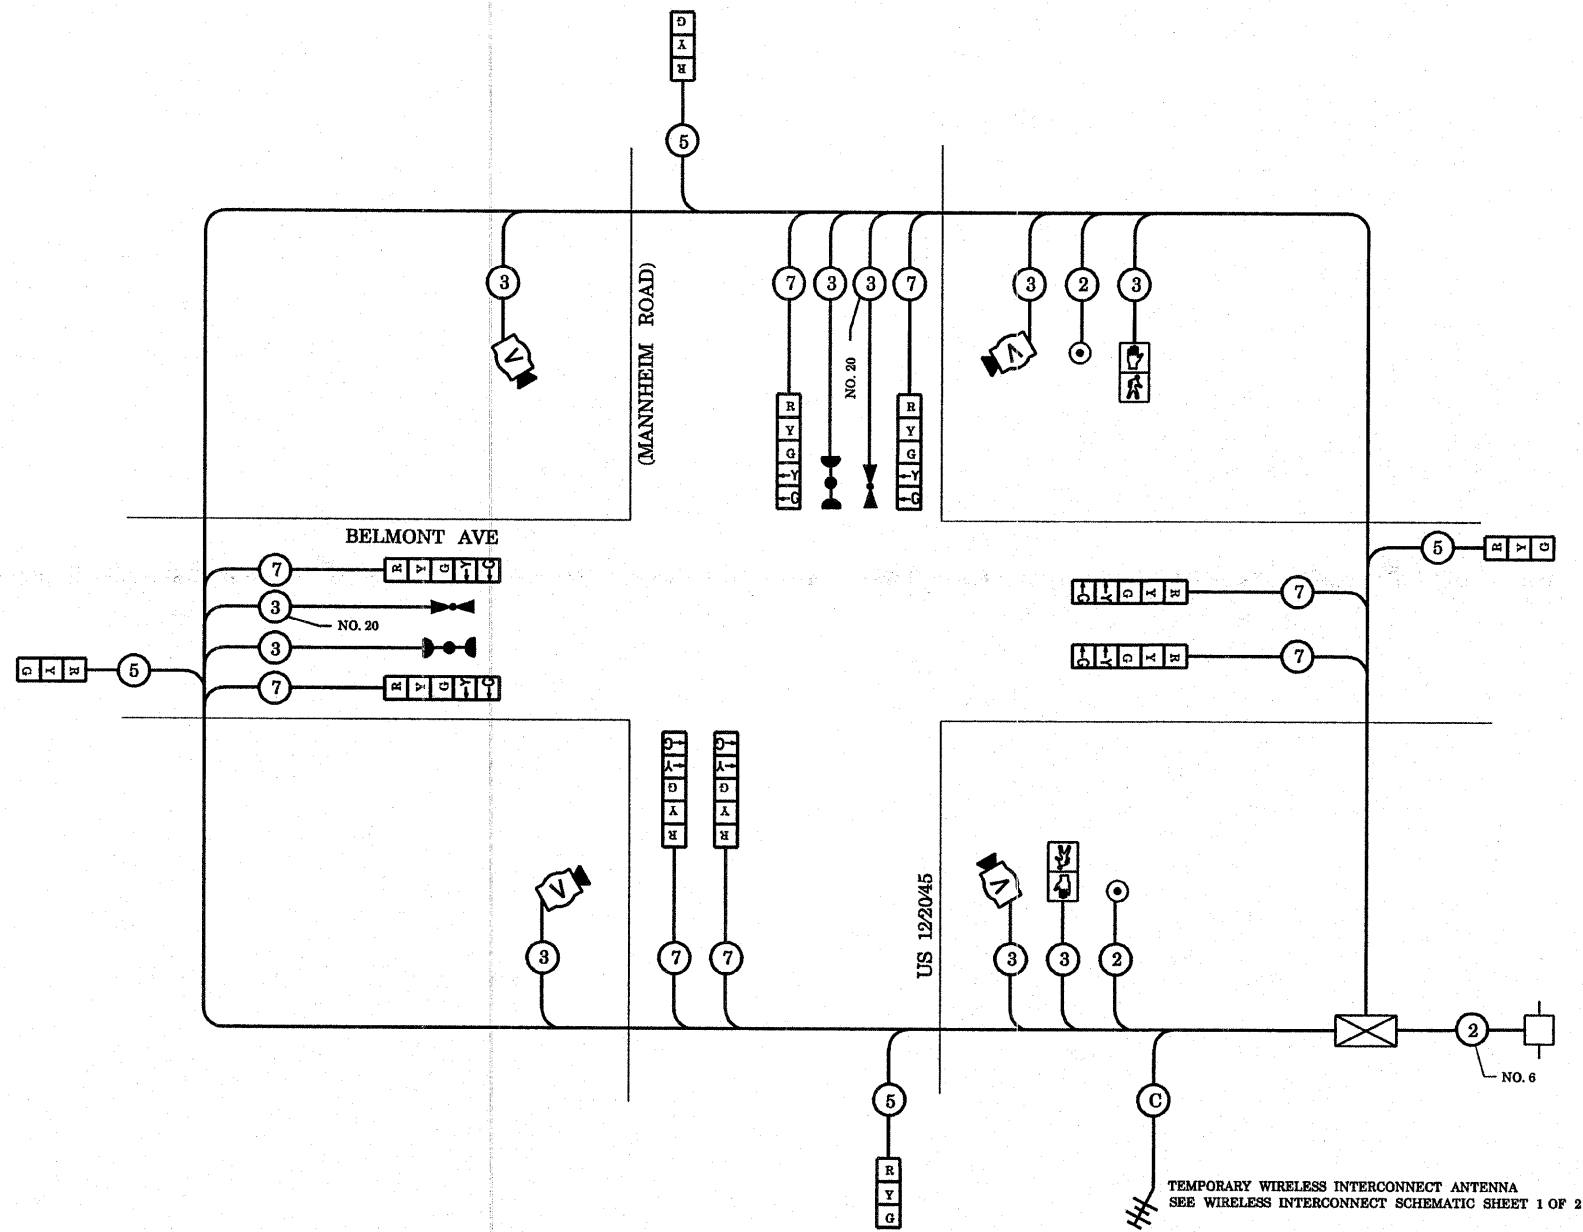 G
Y
R
5
3
7
3
3
7
3
2
3
(MANNHEIM ROAD)
NO. 20
V
V
R
Y
G
Y
G
R
Y
G
Y
G
BELMONT AVE
7
R Y G Y G
3
NO. 20
3
7
R Y G Y G
G Y R
5
5
R Y G
G Y G Y R
7
G Y G Y R
7
G
Y
G
Y
R
G
Y
G
Y
R
V
V
US 12/20/45
3
7
7
3
3
2
2
NO. 6
5
R
Y
G
C
TEMPORARY WIRELESS INTERCONNECT ANTENNA
SEE WIRELESS INTERCONNECT SCHEMATIC SHEET 1 OF 2